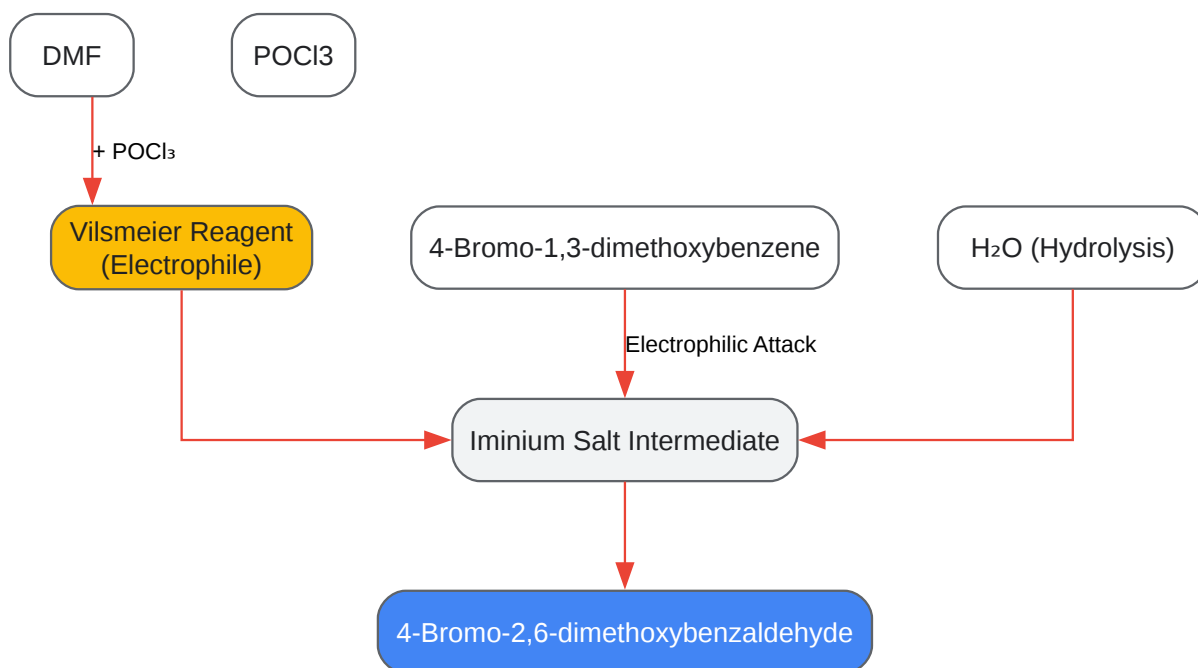 DMF
POCl3
+ POCl₃
Vilsmeier Reagent
(Electrophile)
4-Bromo-1,3-dimethoxybenzene
H₂O (Hydrolysis)
Electrophilic Attack
Iminium Salt Intermediate
4-Bromo-2,6-dimethoxybenzaldehyde